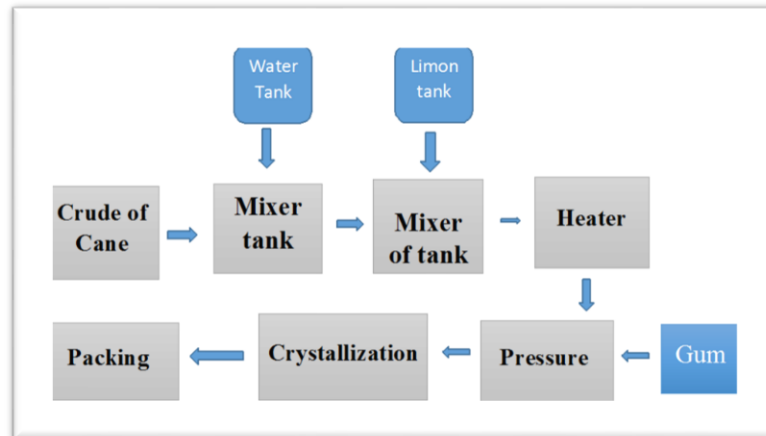 Water
Tank
Limon
tank
Crude of
Cane
Mixer
tank
Mixer
of tank
Heater
Packing
Crystallization
Pressure
Gum